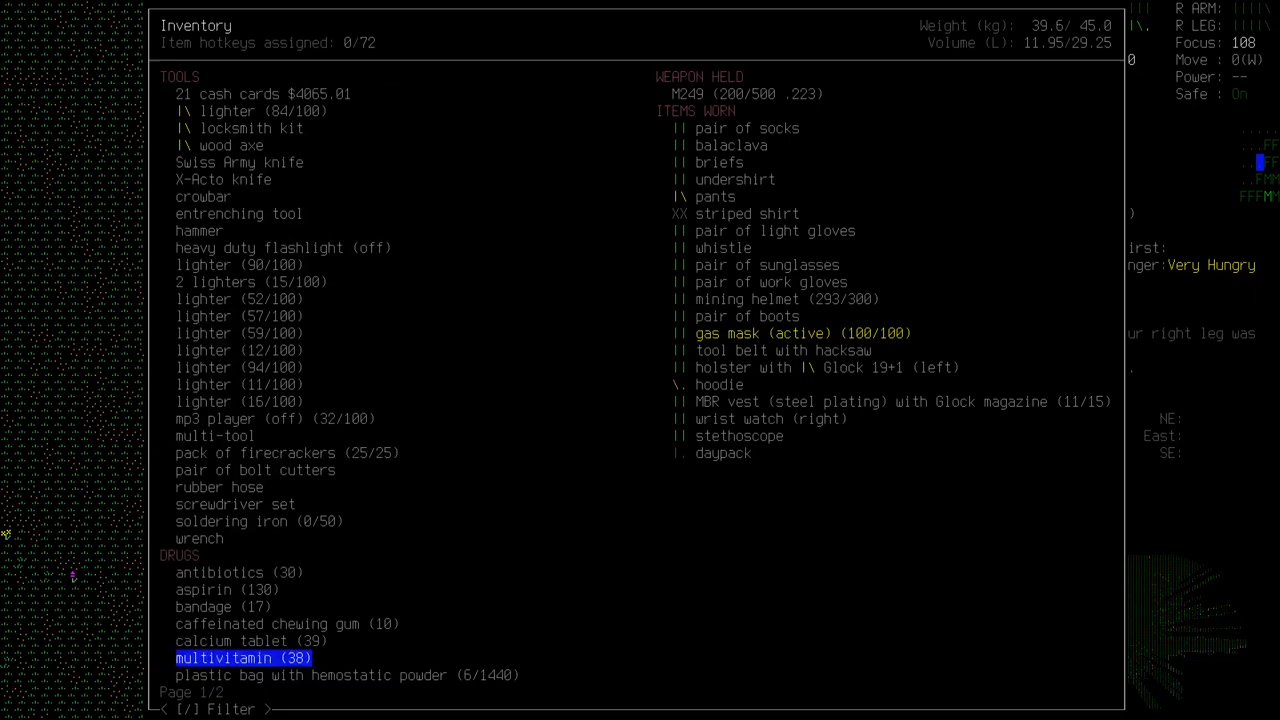 Inventory
Item hotkeys assigned: 0/72
Weight (kg): 39.6/ 45.0
Volume (L): 11.95/29.25
TOOLS
21 cash cards $4065.01
|\ lighter (84/100)
|\ locksmith kit
|\ wood axe
Swiss Army knife
X-Acto knife
crowbar
entrenching tool
hammer
heavy duty flashlight (off)
lighter (90/100)
2 lighters (15/100)
lighter (52/100)
lighter (57/100)
lighter (59/100)
lighter (12/100)
lighter (94/100)
lighter (11/100)
lighter (16/100)
mp3 player (off) (32/100)
multi-tool
pack of firecrackers (25/25)
pair of bolt cutters
rubber hose
screwdriver set
soldering iron (0/50)
wrench
DRUGS
antibiotics (30)
aspirin (130)
bandage (17)
caffeinated chewing gum (10)
calcium tablet (39)
multivitamin (38)
plastic bag with hemostatic powder (6/1440)
Page 1/2
< [/] Filter >
WEAPON HELD
M249 (200/500 .223)
ITEMS WORN
|| pair of socks
|| balaclava
|| briefs
|| undershirt
|\ pants
XX striped shirt
|| pair of light gloves
|| whistle
|| pair of sunglasses
|| pair of work gloves
|| mining helmet (293/300)
|| pair of boots
|| gas mask (active) (100/100)
|| tool belt with hacksaw
|| holster with |\ Glock 19+1 (left)
\. hoodie
|| MBR vest (steel plating) with Glock magazine (11/15)
|| wrist watch (right)
|| stethoscope
|. daypack
R ARM: ||||\
|\. R LEG: ||||\
Focus: 108
0 Move : 0(W)
Power: --
Safe : On
)
irst:
nger:Very Hungry
ur right leg was
.
NE:
East:
SE: